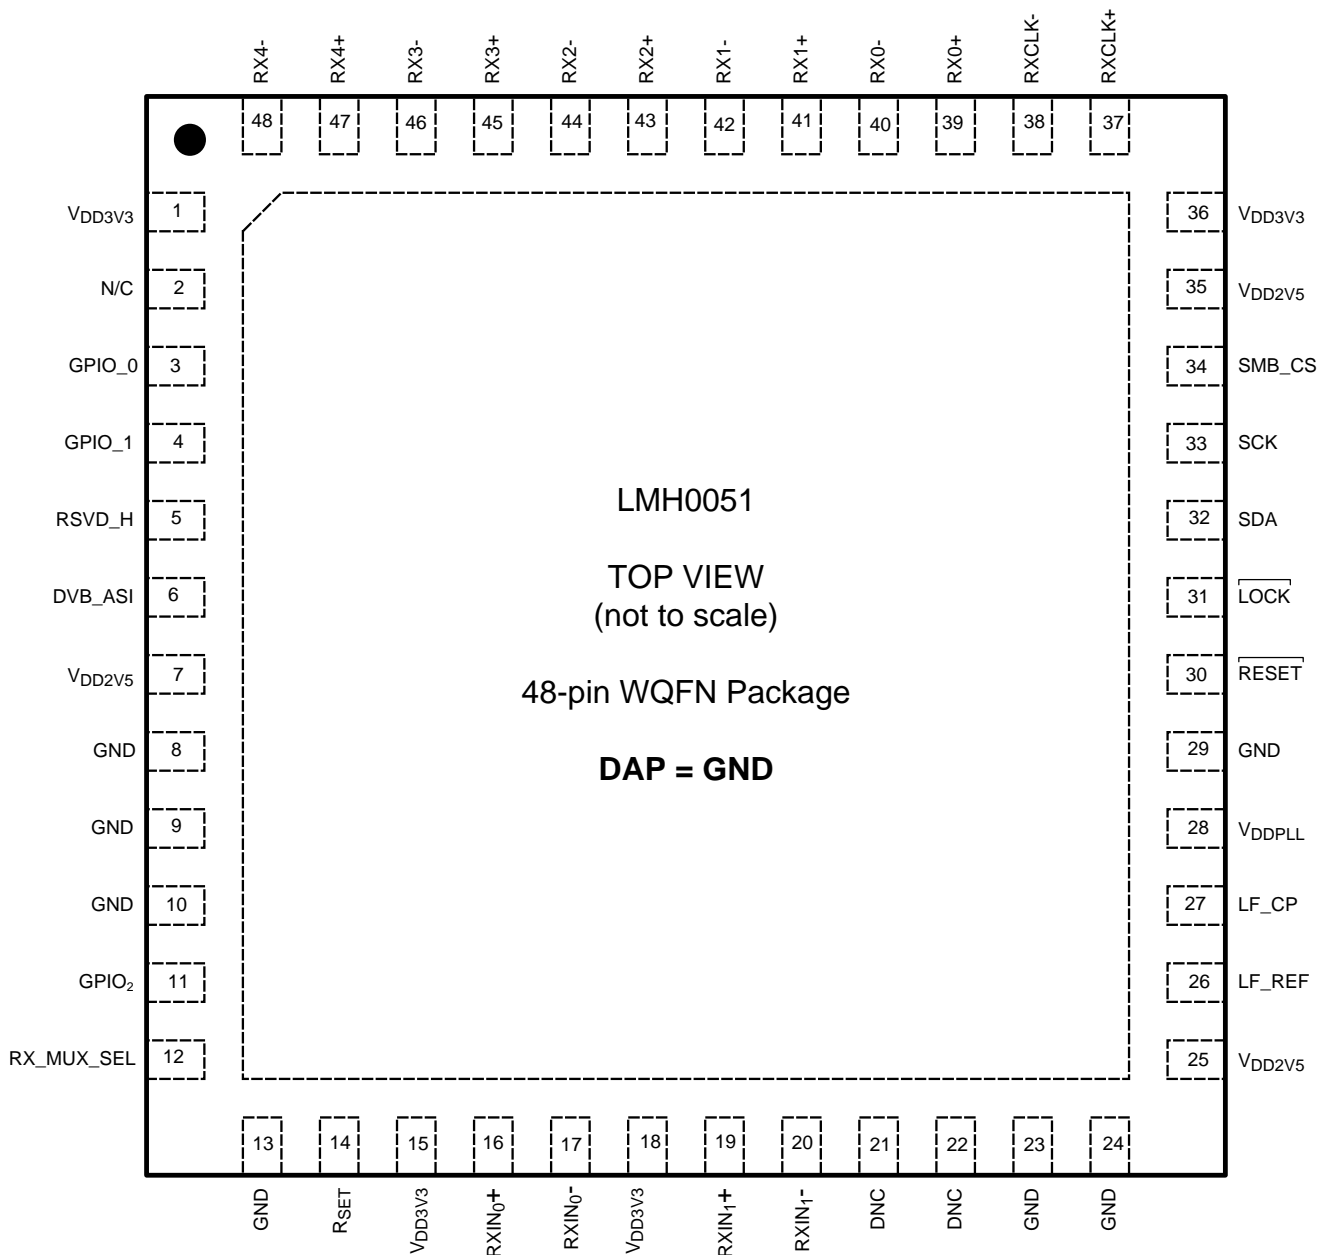 RX4-
RX4+
RX3-
RX3+
RX2-
RX2+
RX1-
RX1+
RX0-
RX0+
RXCLK-
RXCLK+
48
47
46
45
44
43
42
41
40
39
38
37
VDD3V3 1
N/C 2
GPIO_0 3
GPIO_1 4
RSVD_H 5
DVB_ASI 6
VDD2V5 7
GND 8
GND 9
GND 10
GPIO₂ 11
RX_MUX_SEL 12
LMH0051
TOP VIEW
(not to scale)
48-pin WQFN Package
DAP = GND
36 VDD3V3
35 VDD2V5
34 SMB_CS
33 SCK
32 SDA
31 LOCK
30 RESET
29 GND
28 VDDPLL
27 LF_CP
26 LF_REF
25 VDD2V5
13
14
15
16
17
18
19
20
21
22
23
24
GND
RSET
VDD3V3
RXIN₀+
RXIN₀-
VDD3V3
RXIN₁+
RXIN₁-
DNC
DNC
GND
GND